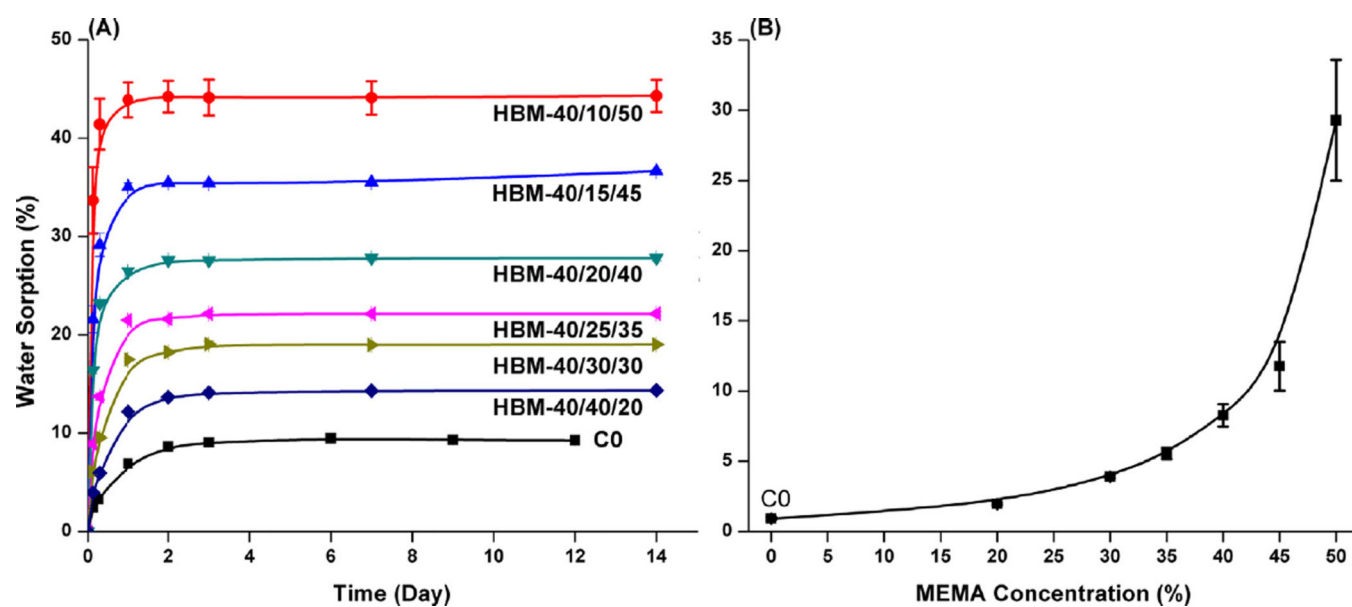 (A)
50
40
30
20
10
0
Water Sorption (%)
HBM-40/10/50
HBM-40/15/45
HBM-40/20/40
HBM-40/25/35
HBM-40/30/30
HBM-40/40/20
C0
0 2 4 6 8 10 12 14
Time (Day)
(B)
35
30
25
20
15
10
5
0
C0
0 5 10 15 20 25 30 35 40 45 50
MEMA Concentration (%)